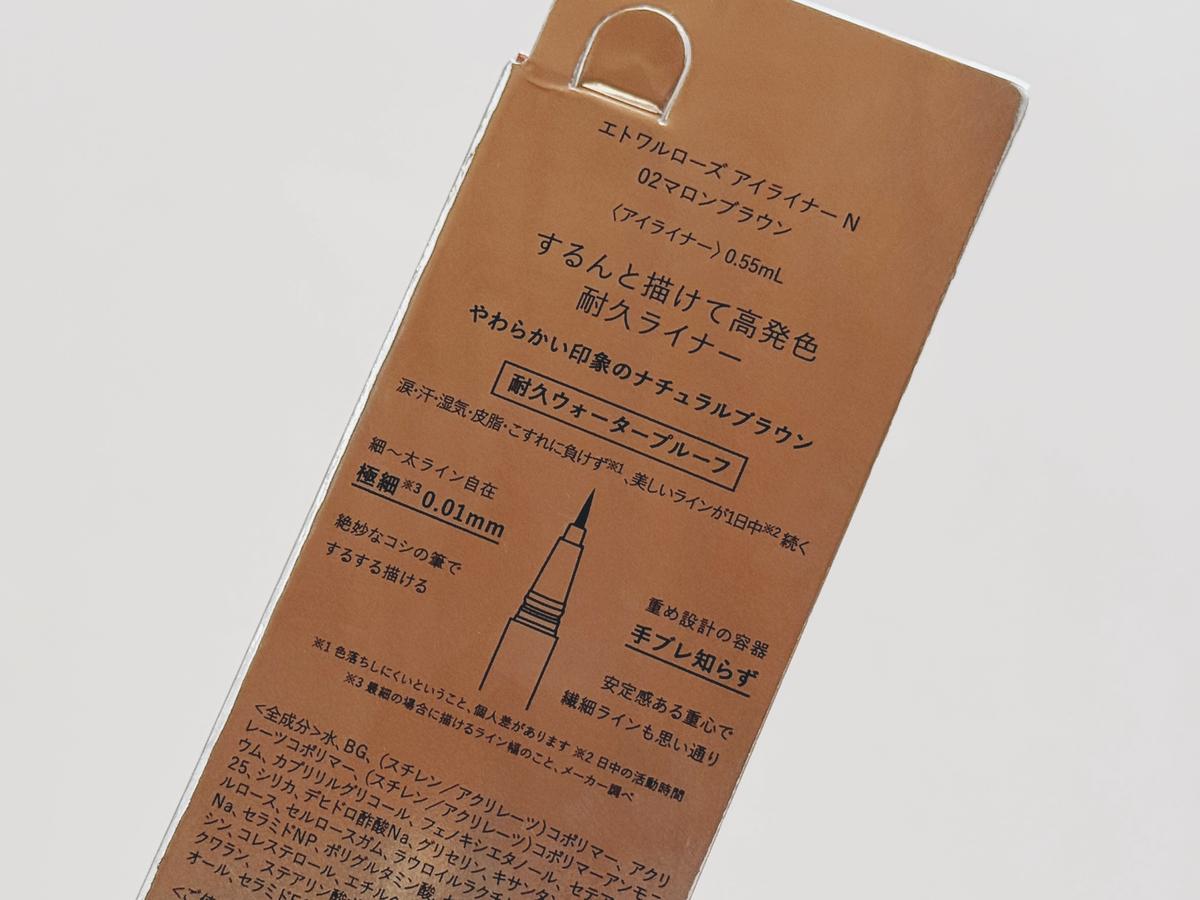 エトワルローズ アイライナー N
02マロンブラウン
〈アイライナー〉0.55mL
するんと描けて高発色
耐久ライナー
やわらかい印象のナチュラルブラウン
耐久ウォータープルーフ
涙・汗・湿気・皮脂・こすれに負けず※1、美しいラインが1日中※2続く
細〜太ライン自在
極細※3 0.01mm
絶妙なコシの筆で
するする描ける
重め設計の容器
手ブレ知らず
安定感ある重心で
繊細ラインも思い通り
※1 色落ちしにくいということ、個人差があります ※2 日中の活動時間
※3 最細の場合に描けるライン幅のこと、メーカー調べ
<全成分>水、BG、(スチレン/アクリレーツ)コポリマー、アクリ
レーツコポリマー、(スチレン/アクリレーツ)コポリマーアンモニ
ウム、カプリリルグリコール、フェノキシエタノール、セテアレス-
25、シリカ、デヒドロ酢酸Na、グリセリン、キサンタンガム
ルロース、セルロースガム、ラウロイルラクチ
Na、セラミドNP、ポリグルタミン酸
シン、コレステロール、エチル
クワラン、ステアリン酸
オール、セラミド